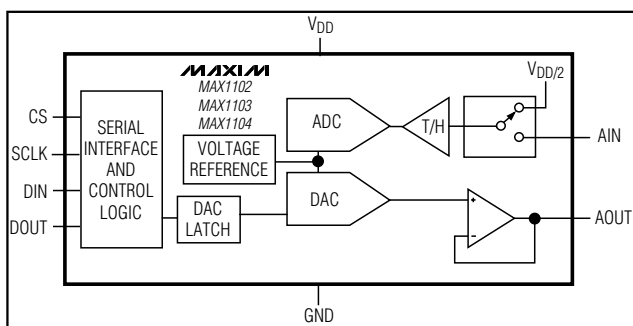 VDD
MAXIM
MAX1102
MAX1103
MAX1104
CS
SCLK
DIN
DOUT
SERIAL
INTERFACE
AND
CONTROL
LOGIC
VOLTAGE
REFERENCE
DAC
LATCH
ADC
DAC
T/H
VDD/2
AIN
+
-
AOUT
GND